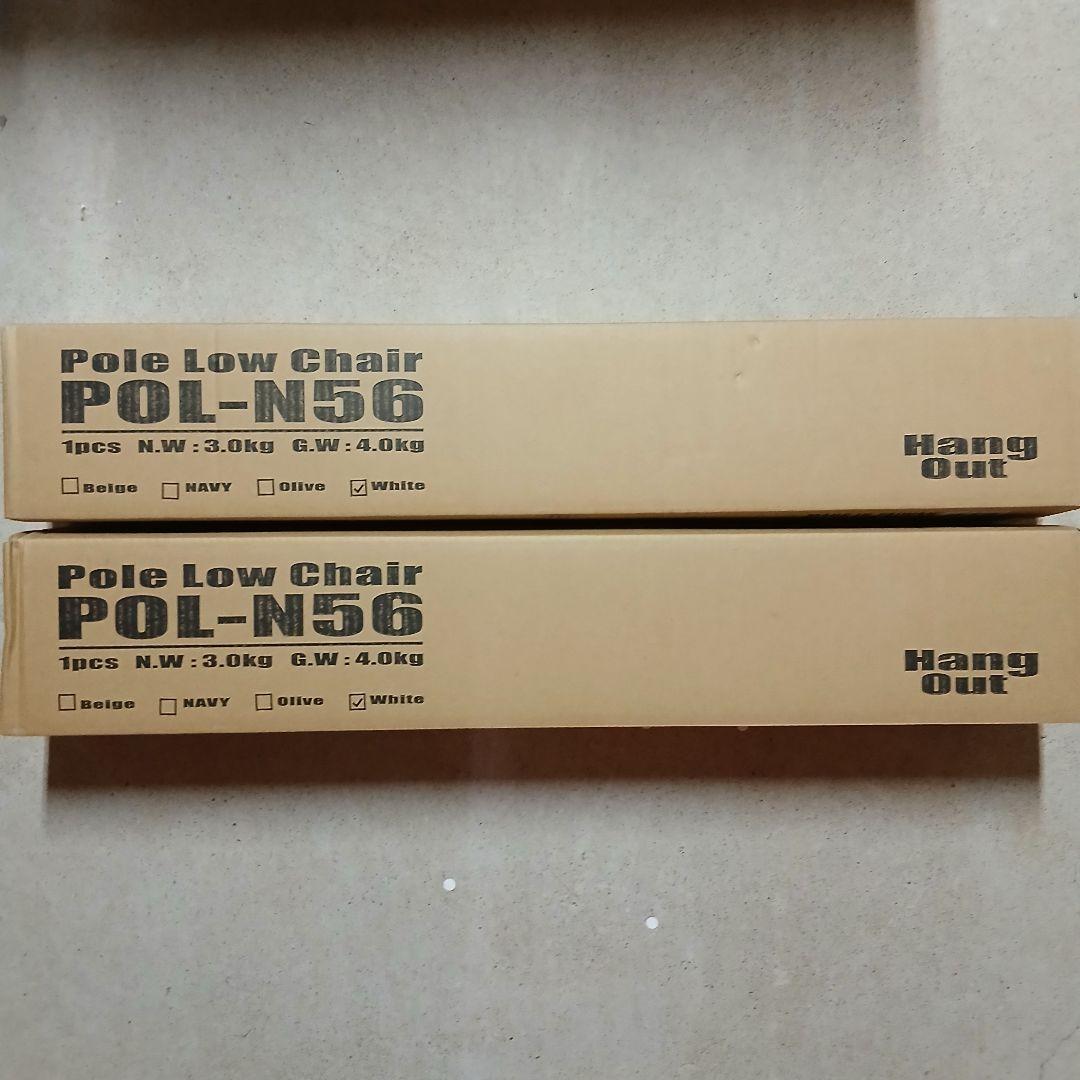 Pole Low Chair
POL-N56
1pcs N.W:3.0kg G.W:4.0kg
☐Beige ☐NAVY ☐Olive ☑White
Hang
Out
Pole Low Chair
POL-N56
1pcs N.W:3.0kg G.W:4.0kg
☐Beige ☐NAVY ☐Olive ☑White
Hang
Out